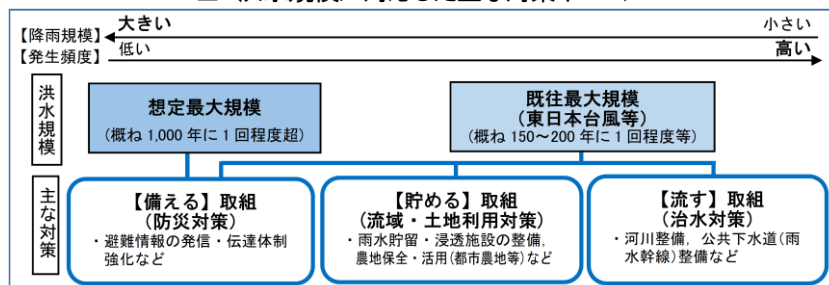 【降雨規模】 大きい 小さい
【発生頻度】 低い 高い
洪水規模
想定最大規模
(概ね 1,000 年に 1 回程度超)
既往最大規模
(東日本台風等)
(概ね 150~200 年に 1 回程度等)
主な対策
【備える】取組
(防災対策)
・避難情報の発信・伝達体制
強化など
【貯める】取組
(流域・土地利用対策)
・雨水貯留・浸透施設の整備,
農地保全・活用(都市農地等)など
【流す】取組
(治水対策)
・河川整備, 公共下水道(雨
水幹線)整備など